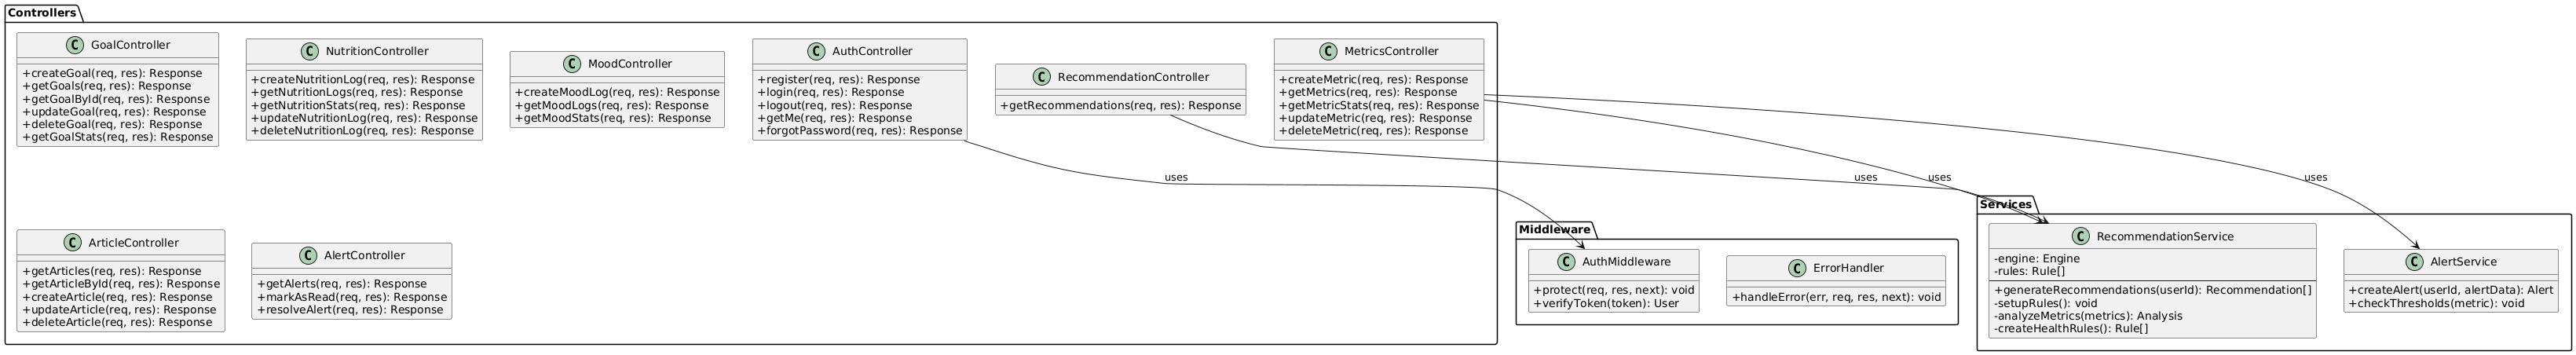 Controllers
C GoalController
+createGoal(req, res): Response
+getGoals(req, res): Response
+getGoalById(req, res): Response
+updateGoal(req, res): Response
+deleteGoal(req, res): Response
+getGoalStats(req, res): Response
C NutritionController
+createNutritionLog(req, res): Response
+getNutritionLogs(req, res): Response
+getNutritionStats(req, res): Response
+updateNutritionLog(req, res): Response
+deleteNutritionLog(req, res): Response
C MoodController
+createMoodLog(req, res): Response
+getMoodLogs(req, res): Response
+getMoodStats(req, res): Response
C AuthController
+register(req, res): Response
+login(req, res): Response
+logout(req, res): Response
+getMe(req, res): Response
+forgotPassword(req, res): Response
C RecommendationController
+getRecommendations(req, res): Response
C MetricsController
+createMetric(req, res): Response
+getMetrics(req, res): Response
+getMetricStats(req, res): Response
+updateMetric(req, res): Response
+deleteMetric(req, res): Response
uses
uses
uses
uses
C ArticleController
+getArticles(req, res): Response
+getArticleById(req, res): Response
+createArticle(req, res): Response
+updateArticle(req, res): Response
+deleteArticle(req, res): Response
C AlertController
+getAlerts(req, res): Response
+markAsRead(req, res): Response
+resolveAlert(req, res): Response
Middleware
C AuthMiddleware
+protect(req, res, next): void
+verifyToken(token): User
C ErrorHandler
+handleError(err, req, res, next): void
Services
C RecommendationService
-engine: Engine
-rules: Rule[]
+generateRecommendations(userId): Recommendation[]
-setupRules(): void
-analyzeMetrics(metrics): Analysis
-createHealthRules(): Rule[]
C AlertService
+createAlert(userId, alertData): Alert
+checkThresholds(metric): void